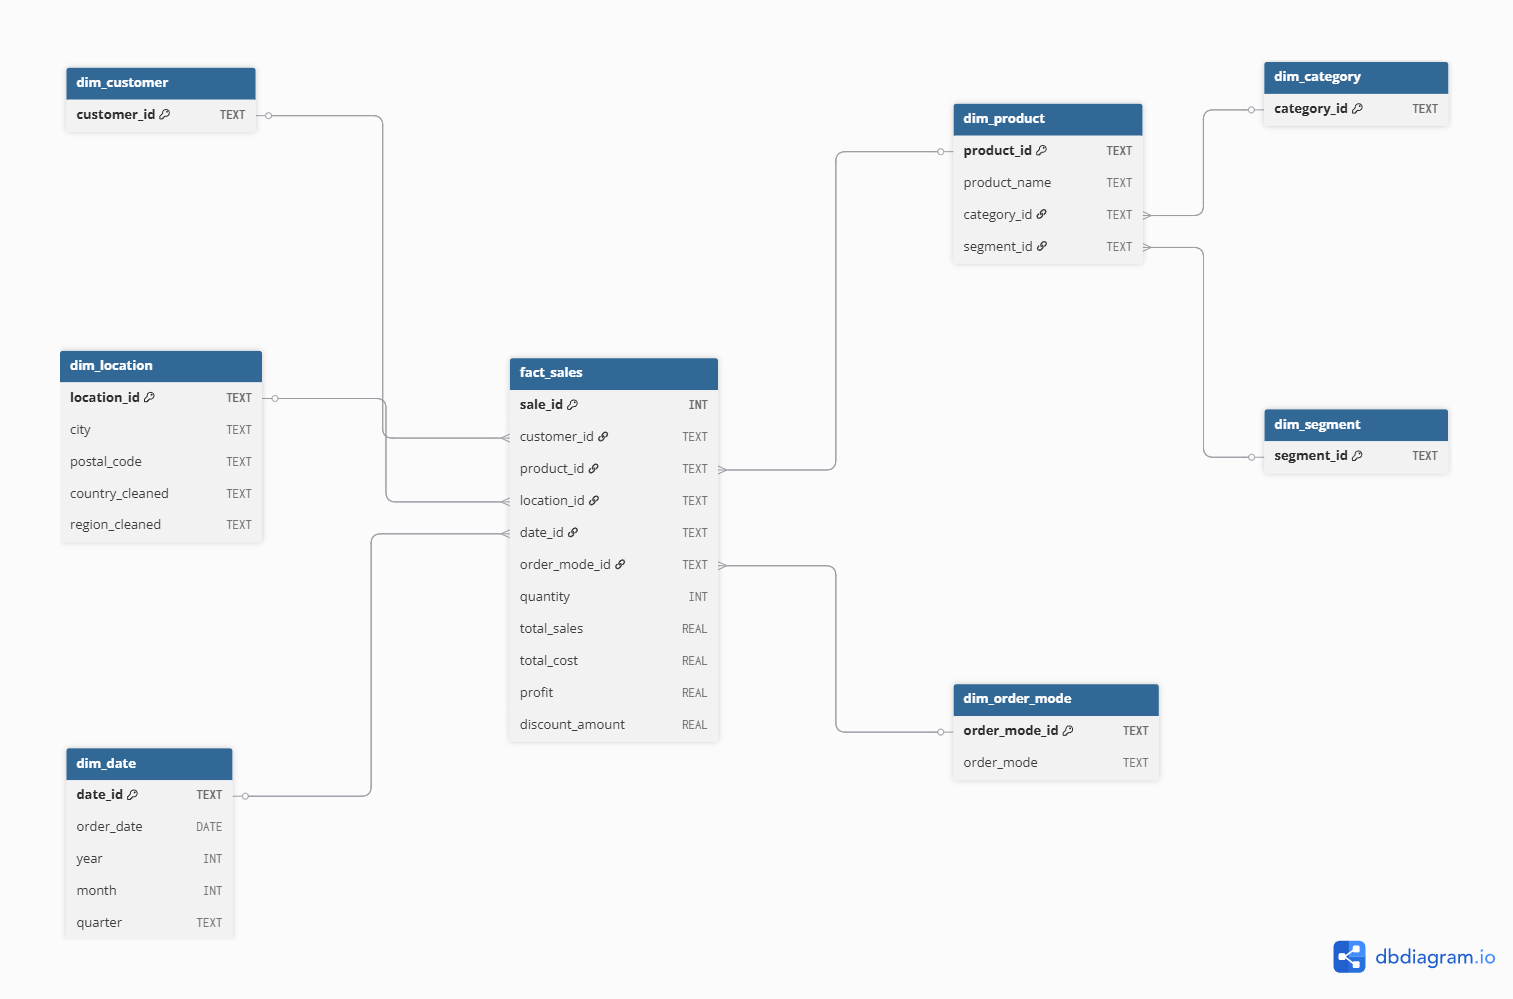 dim_customer
customer_id TEXT
dim_location
location_id TEXT
city TEXT
postal_code TEXT
country_cleaned TEXT
region_cleaned TEXT
dim_date
date_id TEXT
order_date DATE
year INT
month INT
quarter TEXT
fact_sales
sale_id INT
customer_id TEXT
product_id TEXT
location_id TEXT
date_id TEXT
order_mode_id TEXT
quantity INT
total_sales REAL
total_cost REAL
profit REAL
discount_amount REAL
dim_product
product_id TEXT
product_name TEXT
category_id TEXT
segment_id TEXT
dim_order_mode
order_mode_id TEXT
order_mode TEXT
dim_category
category_id TEXT
dim_segment
segment_id TEXT
dbdiagram.io